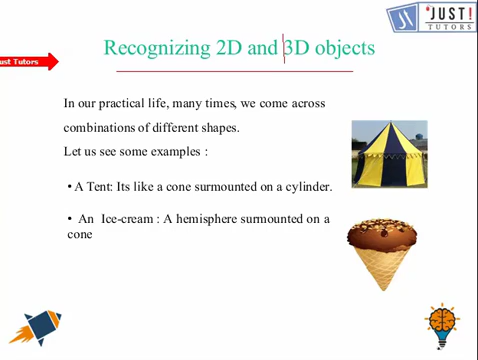 JUST!
TUTORS
Recognizing 2D and 3D objects
ust Tutors
In our practical life, many times, we come across
combinations of different shapes.
Let us see some examples :
• A Tent: Its like a cone surmounted on a cylinder.
• An Ice-cream : A hemisphere surmounted on a
cone